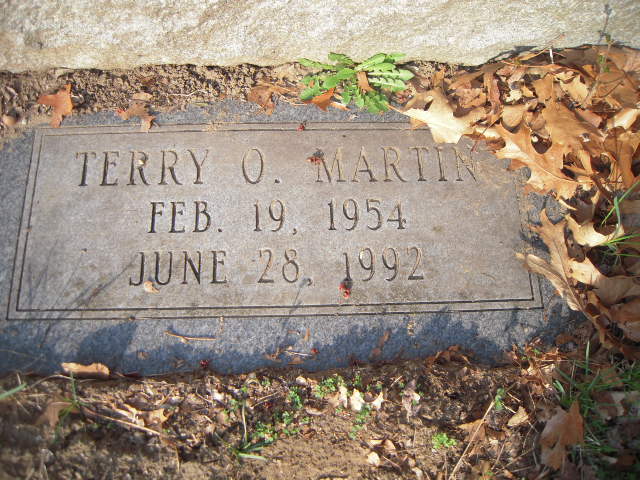 TERRY O. MARTIN
FEB. 19, 1954
JUNE 28, 1992